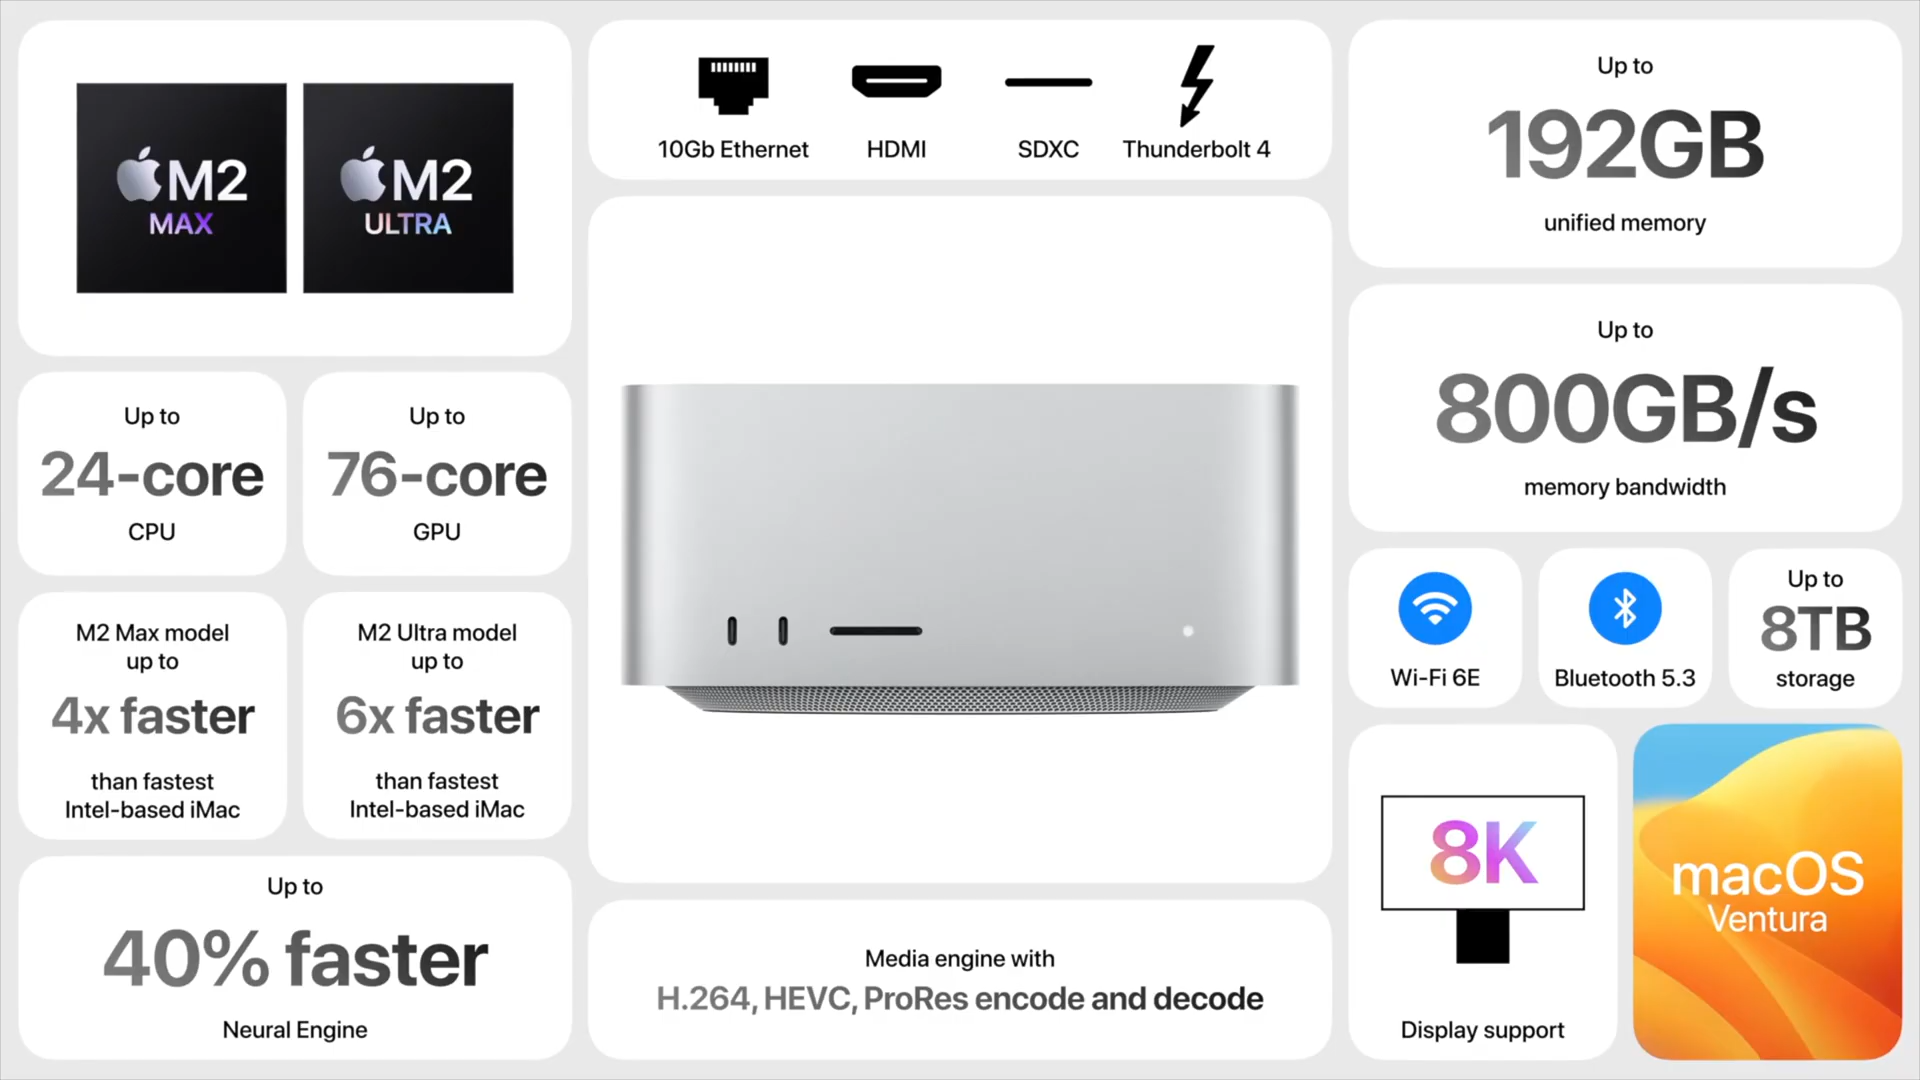 M2
MAX
M2
ULTRA
Up to
24-core
CPU
Up to
76-core
GPU
M2 Max model
up to
4x faster
than fastest
Intel-based iMac
M2 Ultra model
up to
6x faster
than fastest
Intel-based iMac
Up to
40% faster
Neural Engine
10Gb Ethernet
HDMI
SDXC
Thunderbolt 4
Media engine with
H.264, HEVC, ProRes encode and decode
Up to
192GB
unified memory
Up to
800GB/s
memory bandwidth
Wi-Fi 6E
Bluetooth 5.3
Up to
8TB
storage
8K
Display support
macOS
Ventura